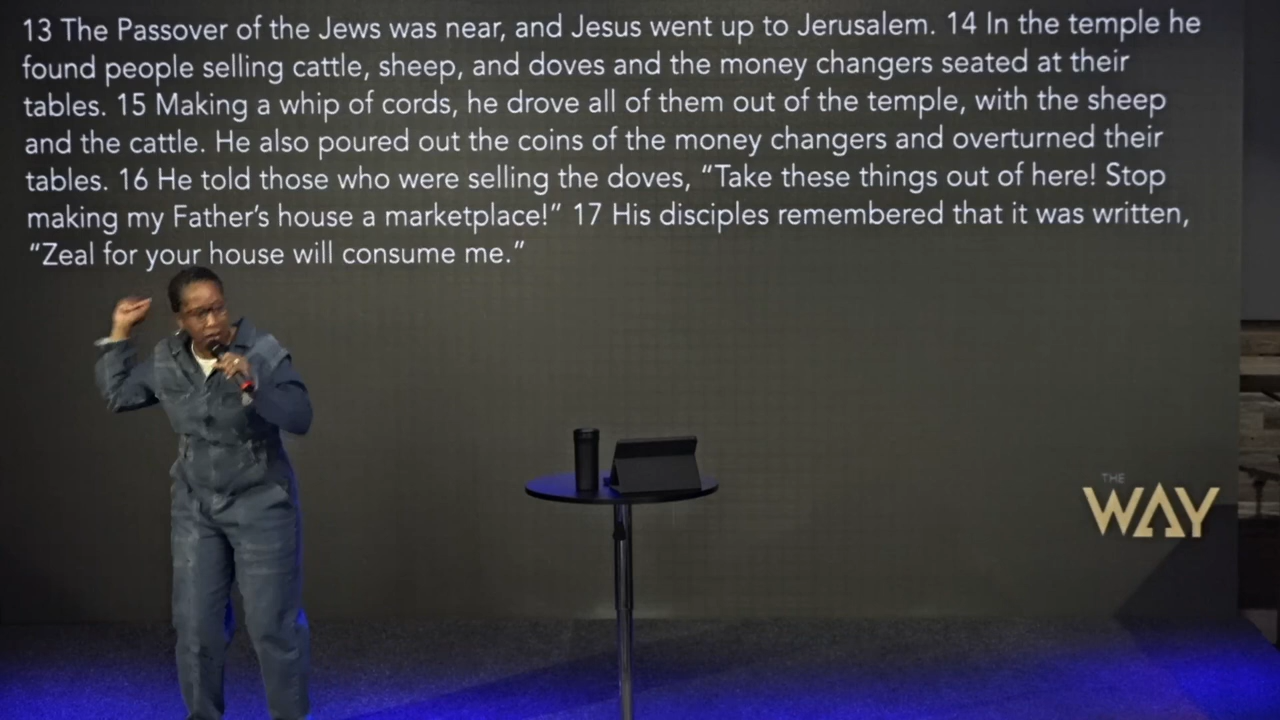 13 The Passover of the Jews was near, and Jesus went up to Jerusalem. 14 In the temple he
found people selling cattle, sheep, and doves and the money changers seated at their
tables. 15 Making a whip of cords, he drove all of them out of the temple, with the sheep
and the cattle. He also poured out the coins of the money changers and overturned their
tables. 16 He told those who were selling the doves, “Take these things out of here! Stop
making my Father’s house a marketplace!” 17 His disciples remembered that it was written,
“Zeal for your house will consume me.”
THE
WAY